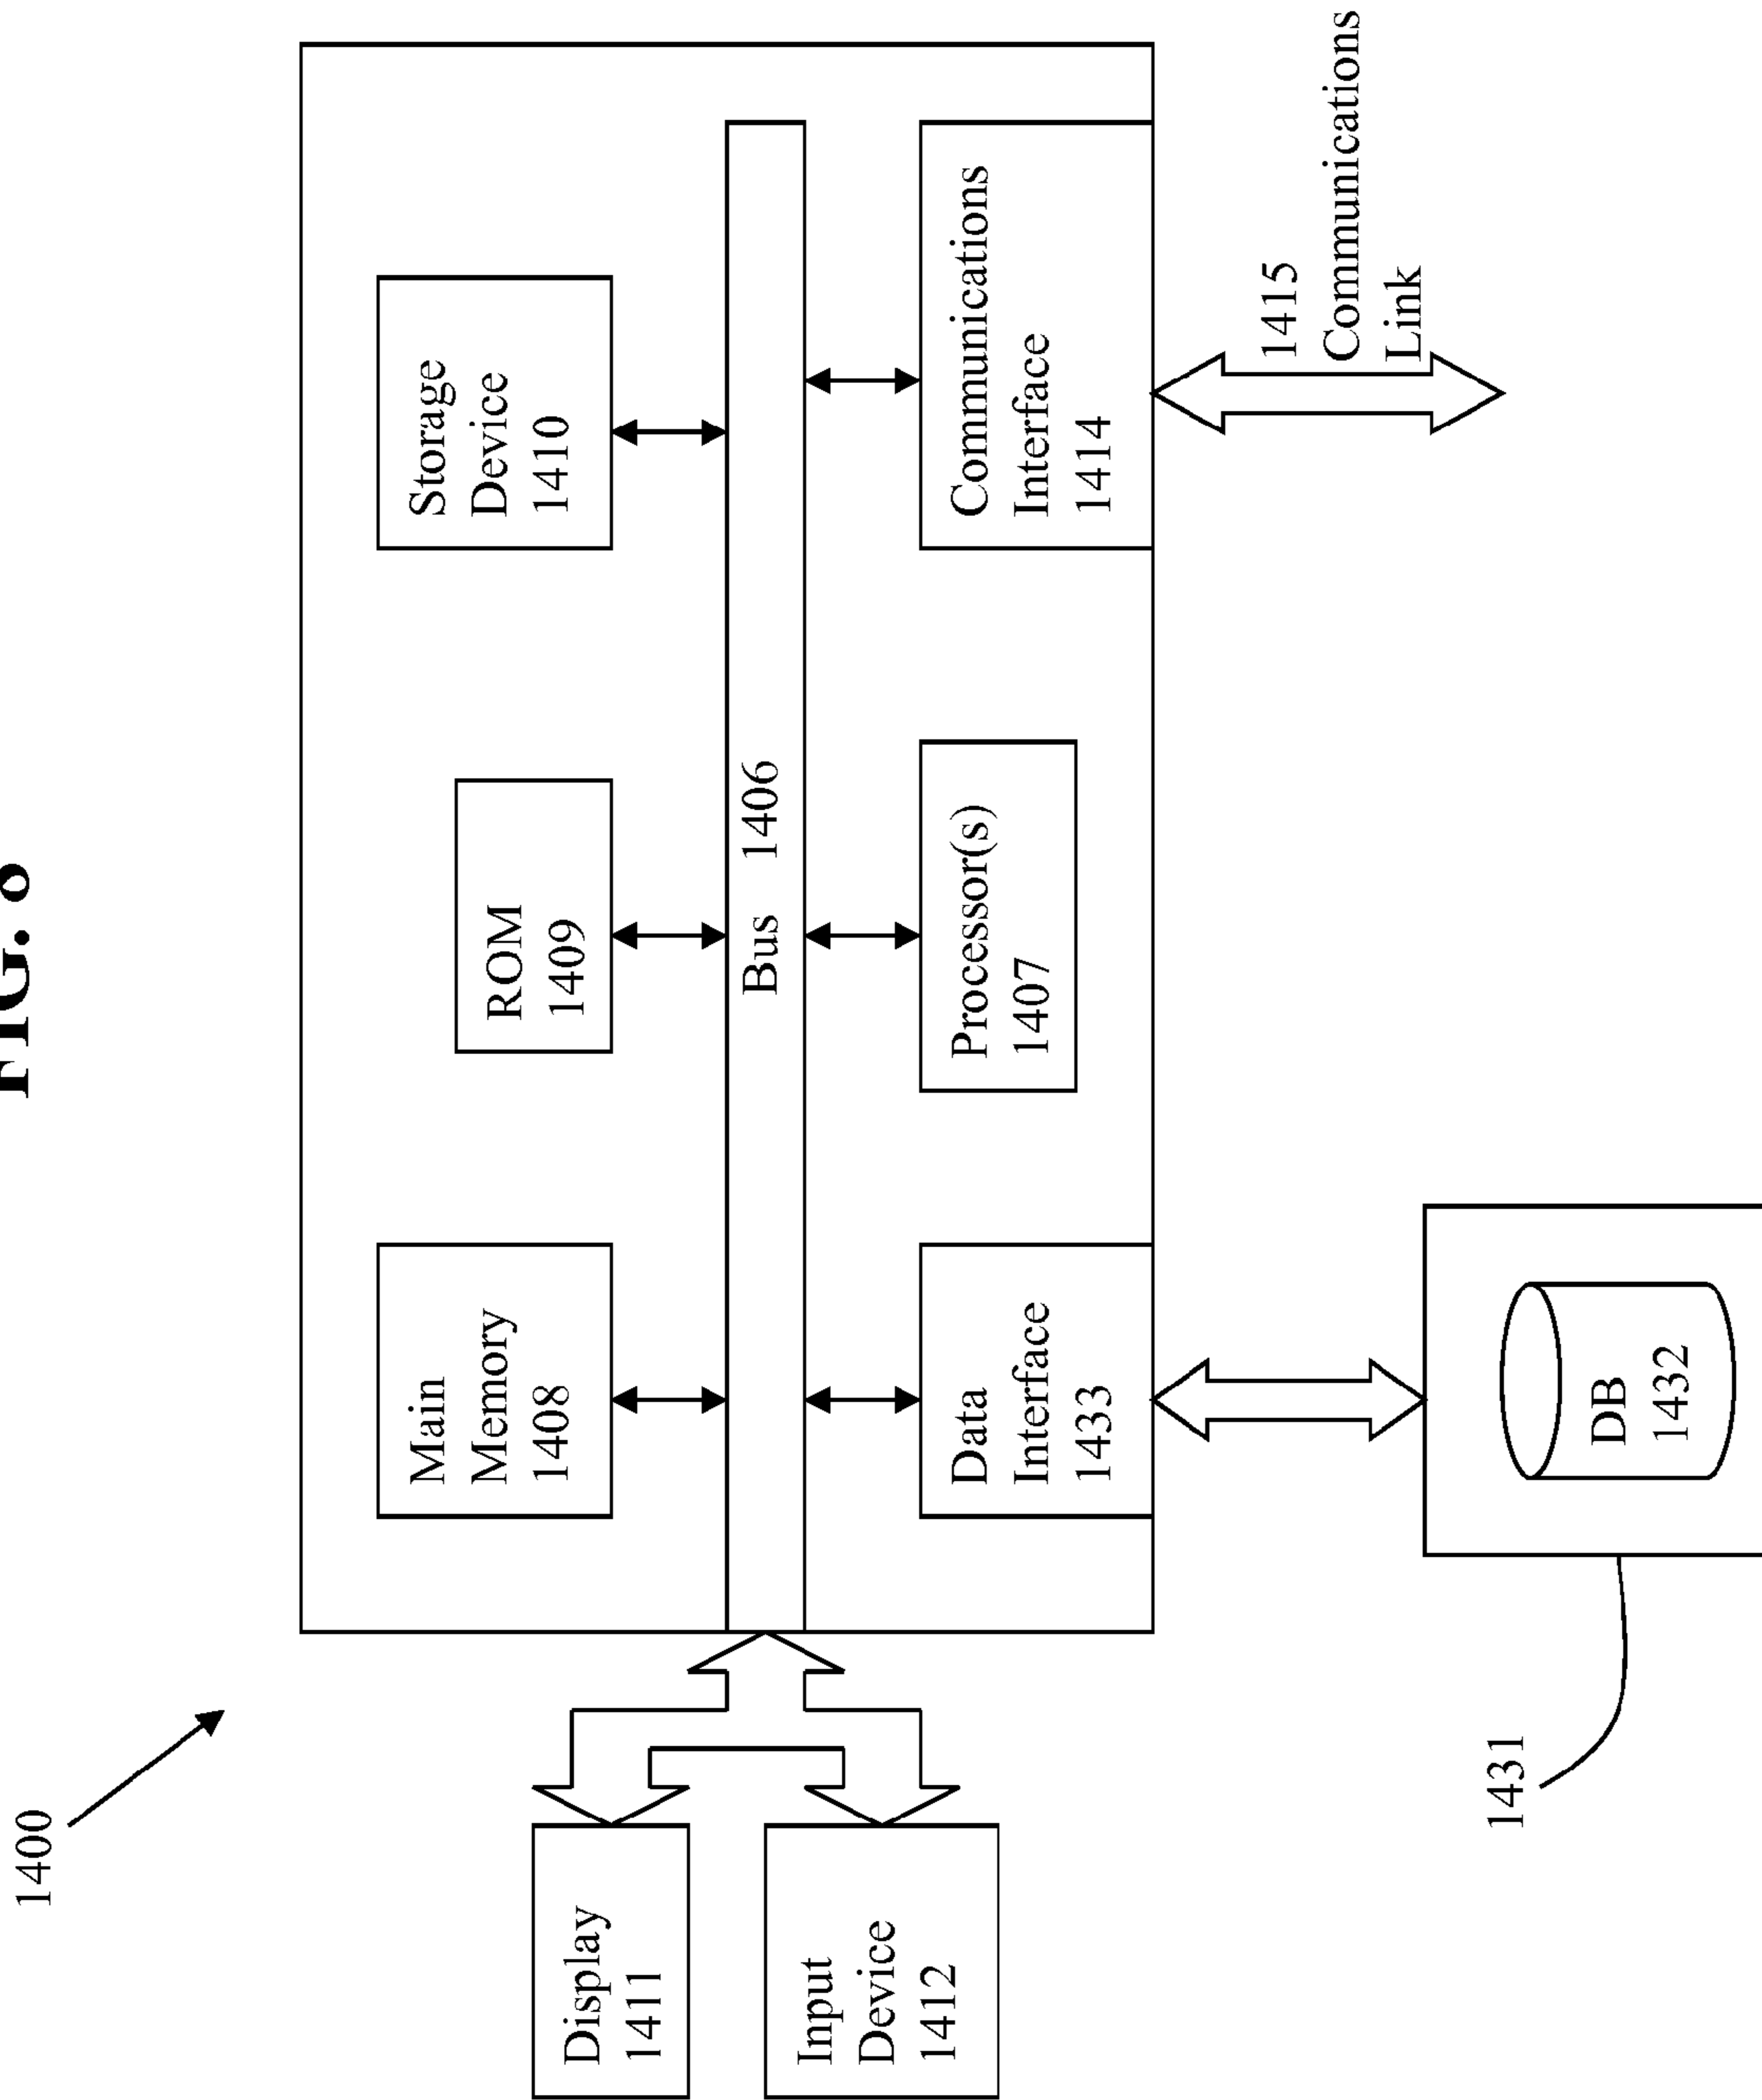 FIG.
1400
Main
Memory
1408
ROM
1409
Storage
Device
1410
Display
1411
Bus 1406
Input
Device
1412
Data
Interface
1433
Processor(s)
1407
Communications
Interface
1414
1415
Communications
Link
1431
DB
1432